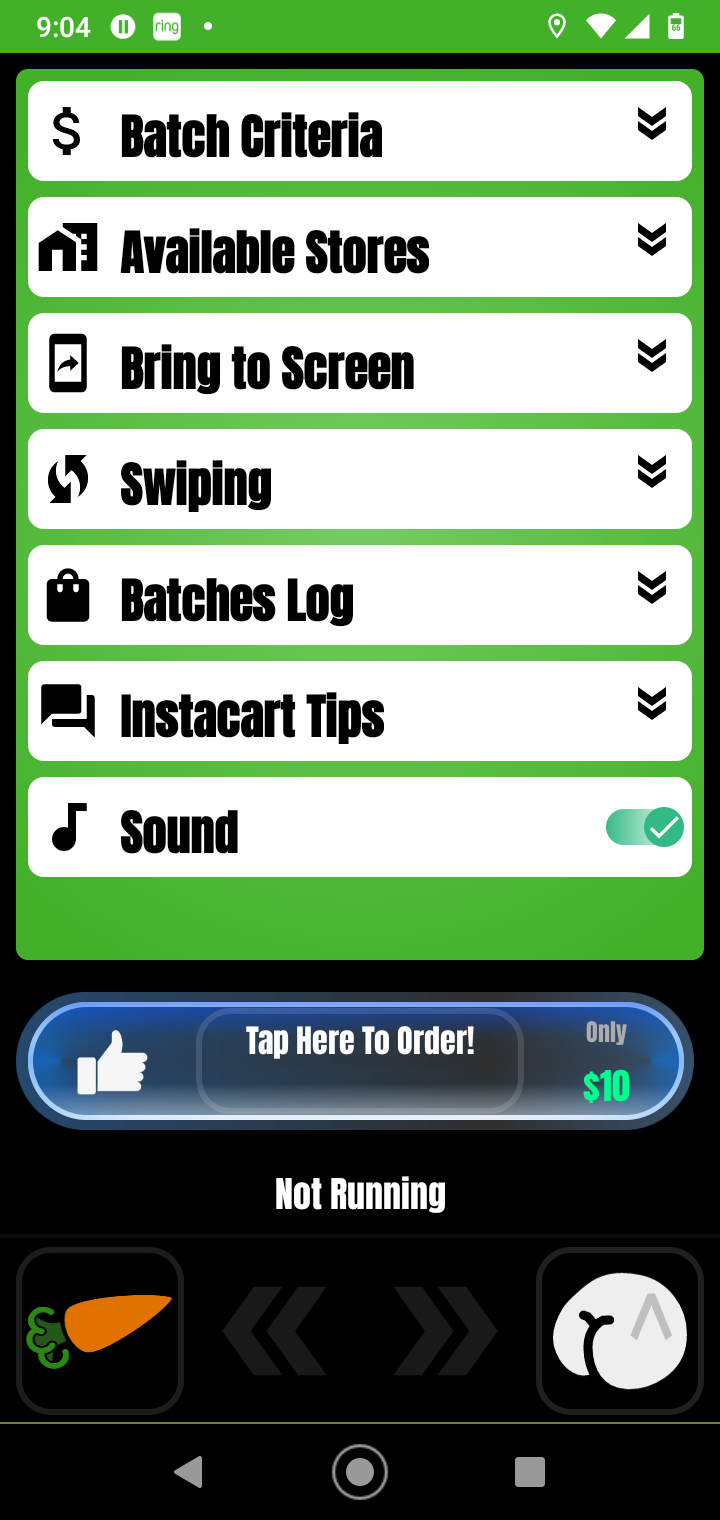 9:04 ring 66
$ Batch Criteria
Available Stores
Bring to Screen
Swiping
Batches Log
Instacart Tips
Sound
Tap Here To Order!
Only
$10
Not Running